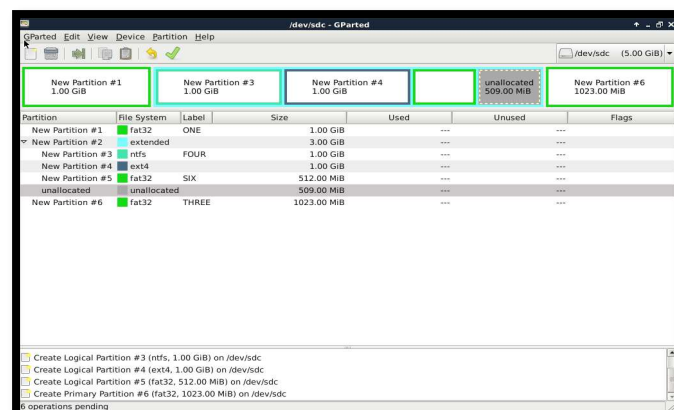 /dev/sdc - GParted
GParted Edit View Device Partition Help
/dev/sdc (5.00 GiB)
New Partition #1
1.00 GiB
New Partition #3
1.00 GiB
New Partition #4
1.00 GiB
unallocated
509.00 MiB
New Partition #6
1023.00 MiB
Partition File System Label Size Used Unused Flags
New Partition #1 fat32 ONE 1.00 GiB --- ---
New Partition #2 extended 3.00 GiB --- ---
New Partition #3 ntfs FOUR 1.00 GiB --- ---
New Partition #4 ext4 1.00 GiB --- ---
New Partition #5 fat32 SIX 512.00 MiB --- ---
unallocated unallocated 509.00 MiB --- ---
New Partition #6 fat32 THREE 1023.00 MiB --- ---
Create Logical Partition #3 (ntfs, 1.00 GiB) on /dev/sdc
Create Logical Partition #4 (ext4, 1.00 GiB) on /dev/sdc
Create Logical Partition #5 (fat32, 512.00 MiB) on /dev/sdc
Create Primary Partition #6 (fat32, 1023.00 MiB) on /dev/sdc
6 operations pending